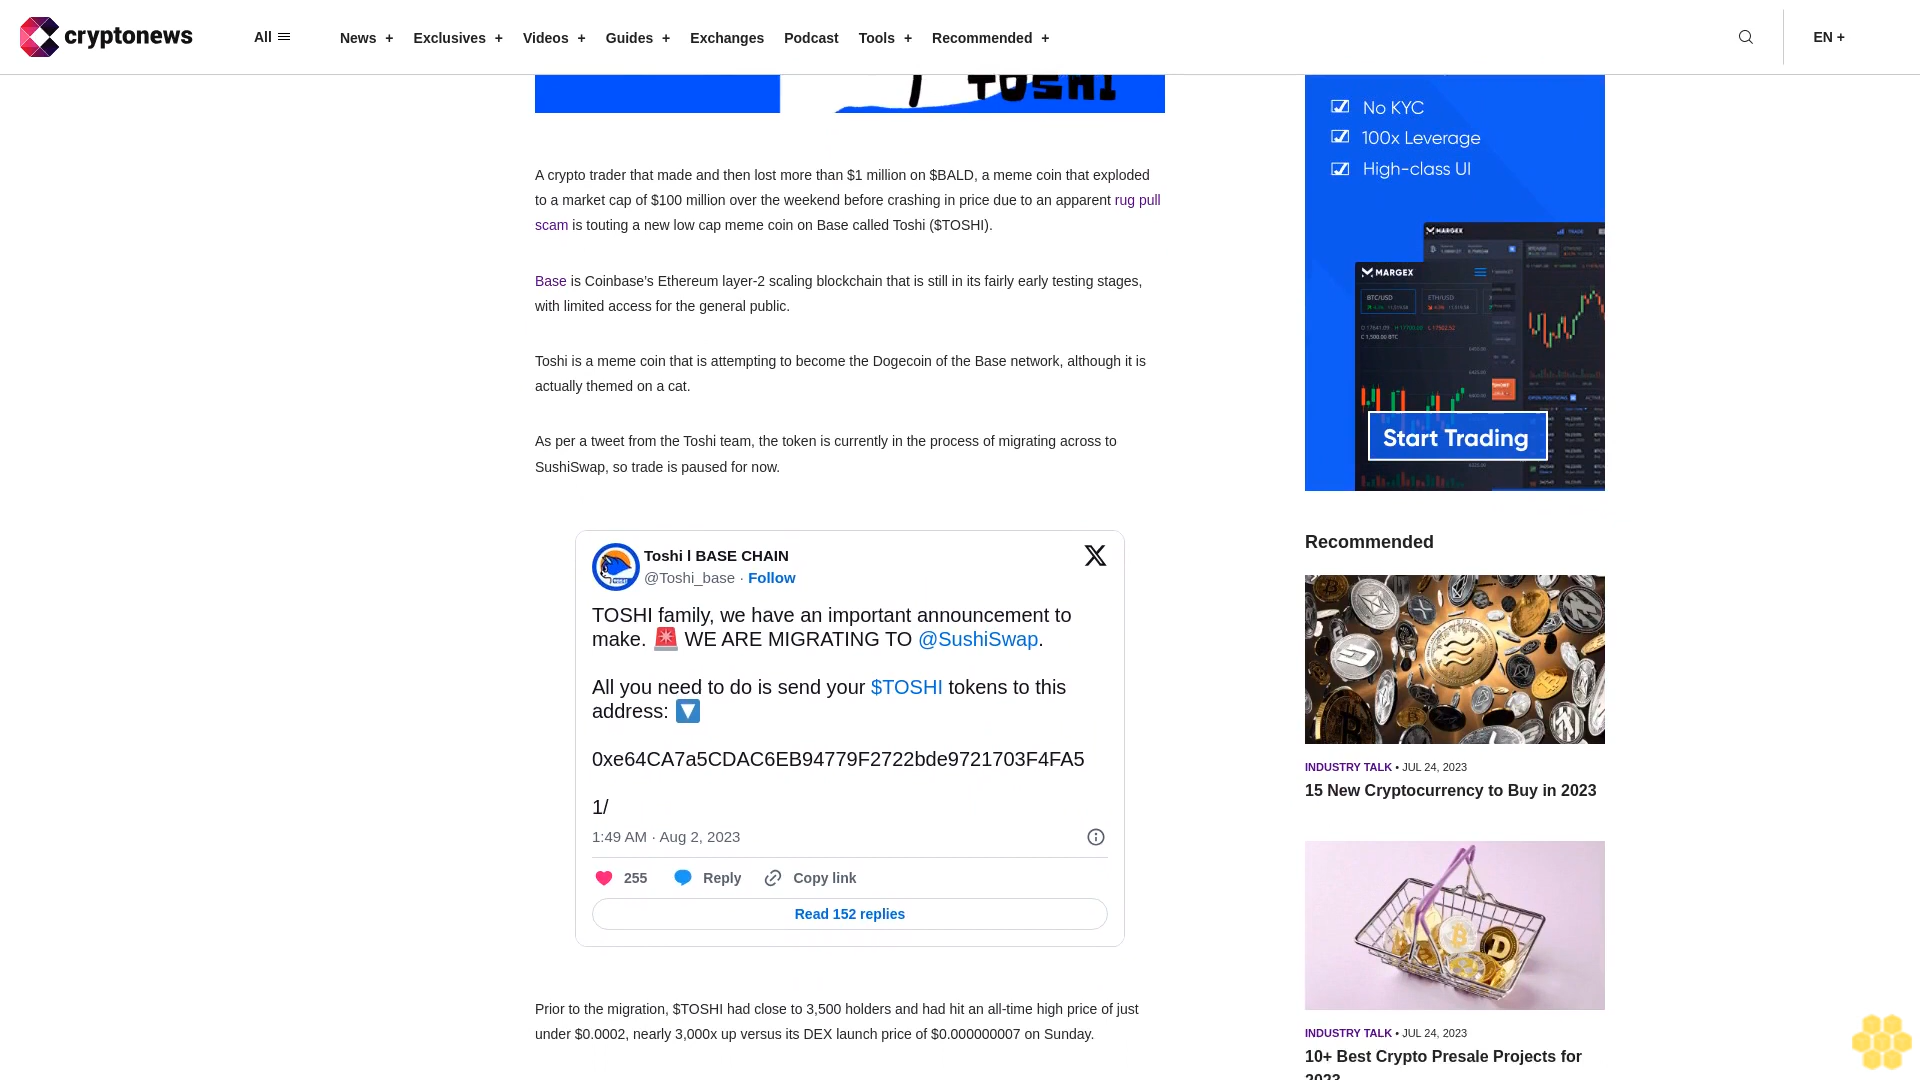 cryptonews
All
News +
Exclusives +
Videos +
Guides +
Exchanges
Podcast
Tools +
Recommended +
EN +
TOSHI
A crypto trader that made and then lost more than $1 million on $BALD, a meme coin that exploded
to a market cap of $100 million over the weekend before crashing in price due to an apparent rug pull
scam is touting a new low cap meme coin on Base called Toshi ($TOSHI).
Base is Coinbase’s Ethereum layer-2 scaling blockchain that is still in its fairly early testing stages,
with limited access for the general public.
Toshi is a meme coin that is attempting to become the Dogecoin of the Base network, although it is
actually themed on a cat.
As per a tweet from the Toshi team, the token is currently in the process of migrating across to
SushiSwap, so trade is paused for now.
Toshi l BASE CHAIN
@Toshi_base · Follow
TOSHI family, we have an important announcement to
make. 🚨 WE ARE MIGRATING TO @SushiSwap.
All you need to do is send your $TOSHI tokens to this
address: 🔽
0xe64CA7a5CDAC6EB94779F2722bde9721703F4FA5
1/
1:49 AM · Aug 2, 2023
255
Reply
Copy link
Read 152 replies
Prior to the migration, $TOSHI had close to 3,500 holders and had hit an all-time high price of just
under $0.0002, nearly 3,000x up versus its DEX launch price of $0.000000007 on Sunday.
No KYC
100x Leverage
High-class UI
MARGEX
TRADE
MARGEX
BTC/USD
ETH/USD
Start Trading
Recommended
INDUSTRY TALK • JUL 24, 2023
15 New Cryptocurrency to Buy in 2023
INDUSTRY TALK • JUL 24, 2023
10+ Best Crypto Presale Projects for
2023